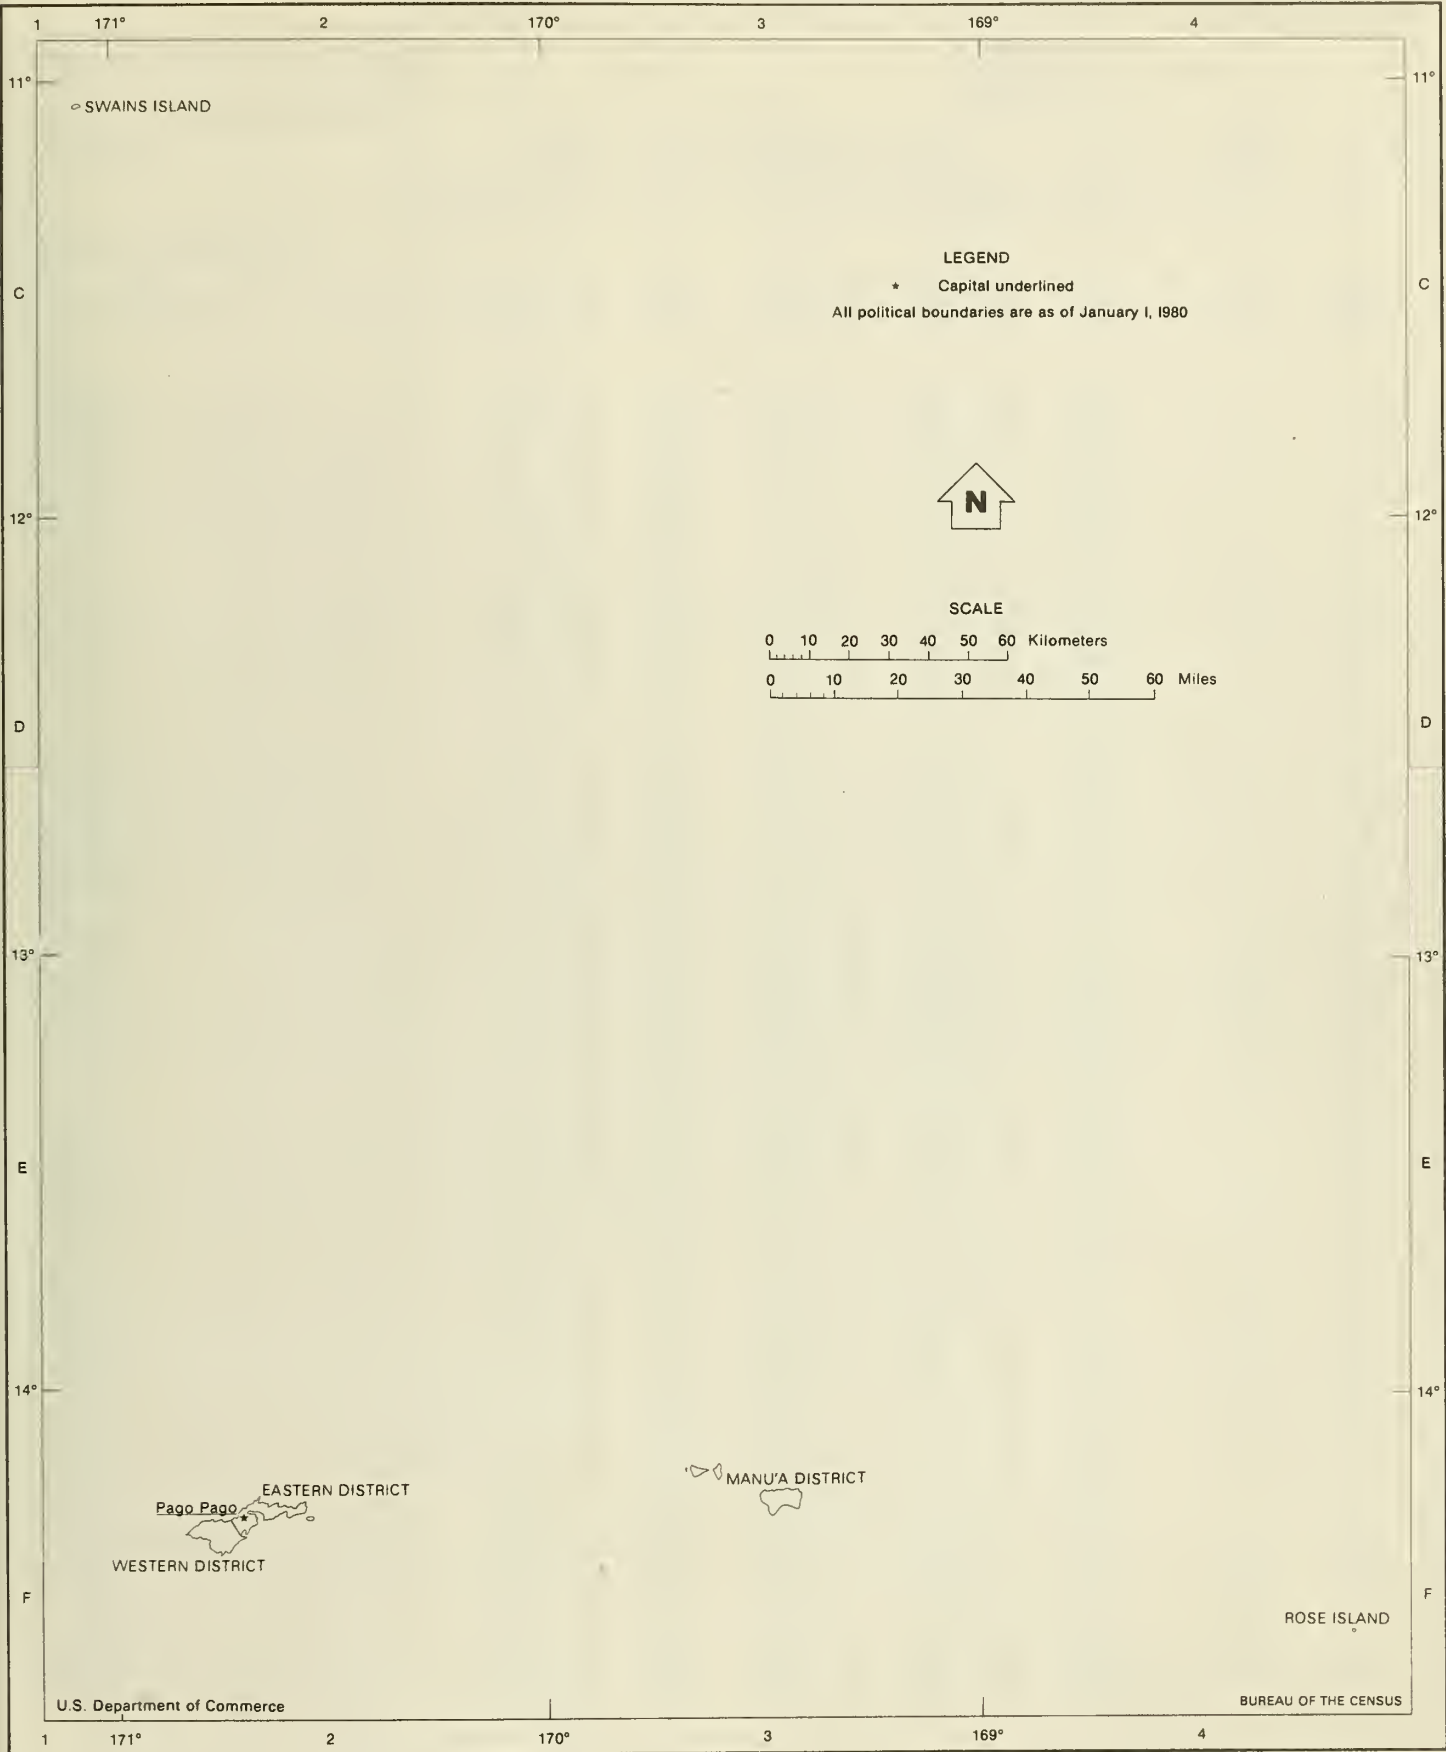 1 171° 2 170° 3 169° 4
11° 11°
SWAINS ISLAND
LEGEND
C C
★ Capital underlined
All political boundaries are as of January 1, 1980
N
12° 12°
SCALE
0 10 20 30 40 50 60 Kilometers
0 10 20 30 40 50 60 Miles
D D
13° 13°
E E
14° 14°
MANU'A DISTRICT
EASTERN DISTRICT
Pago Pago
WESTERN DISTRICT
F F
ROSE ISLAND
U.S. Department of Commerce BUREAU OF THE CENSUS
1 171° 2 170° 3 169° 4